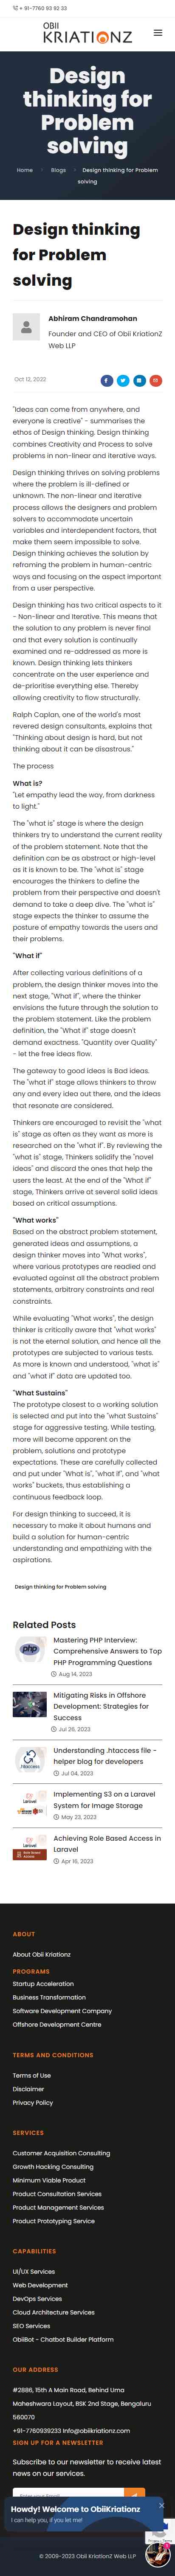 + 91-7760 93 92 33
OBII
KRIATIONZ
Design
thinking for
Problem
solving
Home
Blogs
Design thinking for Problem
solving
Design thinking
for Problem
solving
Abhiram Chandramohan
Founder and CEO of Obii KriationZ
Web LLP
Oct 12, 2022
"Ideas can come from anywhere, and
everyone is creative" - summarises the
ethos of Design thinking. Design thinking
combines Creativity and Process to solve
problems in non-linear and iterative ways.
Design thinking thrives on solving problems
where the problem is ill-defined or
unknown. The non-linear and iterative
process allows the designers and problem
solvers to accommodate uncertain
variables and interdependent factors, that
make them seem impossible to solve.
Design thinking achieves the solution by
reframing the problem in human-centric
ways and focusing on the aspect important
from a user perspective.
Design thinking has two critical aspects to it
- Non-linear and Iterative. This means that
the solution to any problem is never final
and that every solution is continually
examined and re-addressed as more is
known. Design thinking lets thinkers
concentrate on the user experience and
de-prioritise everything else. Thereby
allowing creativity to flow structurally.
Ralph Caplan, one of the world's most
revered design consultants, explains that
"Thinking about design is hard, but not
thinking about it can be disastrous."
The process
What is?
"Let empathy lead the way, from darkness
to light."
The "what is" stage is where the design
thinkers try to understand the current reality
of the problem statement. Note that the
definition can be as abstract or high-level
as it is known to be. The "what is" stage
encourages the thinkers to define the
problem from their perspective and doesn't
demand to take a deep dive. The "what is"
stage expects the thinker to come to a
posture of empathy towards the users and
their problems.
"What if"
After collecting various definitions of a
problem, the design thinker moves into the
next stage, "What if", where the thinker
envisions the future through the solution to
the problem statement. Like problem
definition, the "What if" stage doesn't
demand exactness. "Quantity over Quality"
- let the ideas flow.
The gateway to good ideas is Bad ideas.
The "what if" stage allows thinkers to throw
any and every idea out there, and the ideas
that resonate are considered.
Thinkers are encouraged to revisit the "what
is" stage as often as they want as more is
researched on the "what if". By reviewing the
"what is" stage, Thinkers solidify the "novel
ideas" and discard the ones that help the
users the least. At the end of the "What if"
stage, Thinkers arrive at several solid ideas
based on critical assumptions.
"What works"
Based on the abstract problem statement,
generated ideas and assumptions, a
design thinker moves into "What works",
where various prototypes are readied and
evaluated against all the abstract problem
statements, orbitrary constraints and real
constraints.
While evaluating "What works", the design
thinker is critically aware that "what works"
is not the eternal solution, and hence all the
prototypes are subjected to various tests.
As more is known and understood, "what is"
and "what if" data are updated too.
"What Sustains"
The prototype closest to a working solution
is selected and put into the "what Sustains"
stage for aggressive testing. While testing,
more will become apparent on the
problem, solutions and prototype
expectations. These are carefully collected
and put under "What is", "what if", and "what
works" buckets, thus establishing a
continuous feedback loop.
For design thinking to succeed, it is
necessary to make it about humans and
build a solution for human-centric
understanding and empathizing with the
aspirations.
Design thinking for Problem solving
Related Posts
Mastering PHP Interview:
Comprehensive Answers to Top
PHP Programming Questions
Aug 14, 2023
Mitigating Risks in Offshore
Development: Strategies for
Success
Jul 26, 2023
Understanding .htaccess file -
helper blog for developers
Jul 04, 2023
Implementing S3 on a Laravel
System for Image Storage
May 23, 2023
Achieving Role Based Access in
Laravel
Apr 16, 2023
ABOUT
About Obii Kriationz
PROGRAMS
Startup Acceleration
Business Transformation
Software Development Company
Offshore Development Centre
TERMS AND CONDITIONS
Terms of Use
Disclaimer
Privacy Policy
SERVICES
Customer Acquisition Consulting
Growth Hacking Consulting
Minimum Viable Product
Product Consultation Services
Product Management Services
Product Prototyping Service
CAPABILITIES
UI/UX Services
Web Development
DevOps Services
Cloud Architecture Services
SEO Services
ObiiBot - Chatbot Builder Platform
OUR ADDRESS
#2886, 15th A Main Road, Behind Uma
Maheshwara Layout, BSK 2nd Stage, Bengaluru
560070
+91-7760939233 Info@obiikriationz.com
SIGN UP FOR A NEWSLETTER
Subscribe to our newsletter to receive latest
news on our services.
Howdy! Welcome to ObiiKriationz
I can help you, if you let me!
© 2009-2023 Obii KriationZ Web LLP